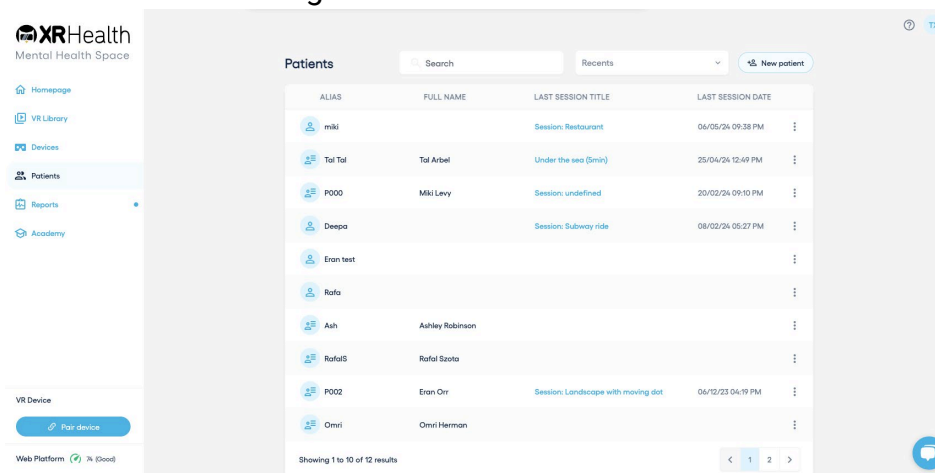 XRHealth
Mental Health Space
Homepage
VR Library
Devices
Patients
Reports
Academy
VR Device
Pair device
Web Platform 74 (Good)
Patients Search Recents New patient
ALIAS FULL NAME LAST SESSION TITLE LAST SESSION DATE
miki Session: Restaurant 06/05/24 09:38 PM
Tal Tal Tal Arbel Under the sea (5min) 25/04/24 12:49 PM
P000 Miki Levy Session: undefined 20/02/24 09:10 PM
Deepa Session: Subway ride 08/02/24 05:27 PM
Eran test
Rafa
Ash Ashley Robinson
RafalS Rafal Szota
P002 Eran Orr Session: Landscape with moving dot 06/12/23 04:19 PM
Omri Omri Herman
Showing 1 to 10 of 12 results < 1 2 >